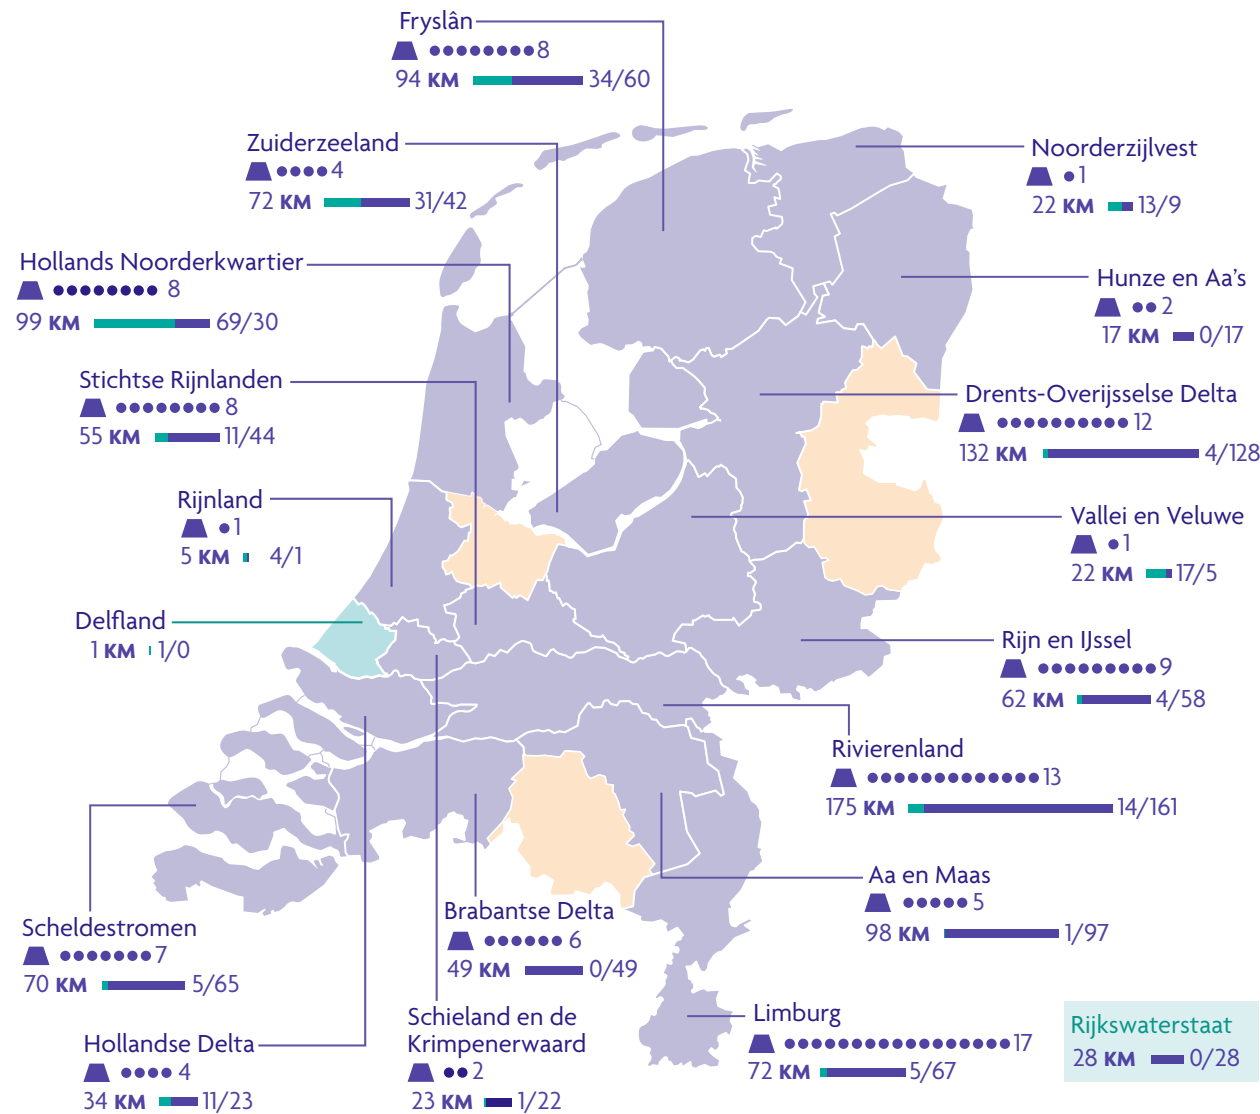 Fryslân
8
94 KM 34/60
Zuiderzeeland
4
72 KM 31/42
Noorderzijlvest
1
22 KM 13/9
Hollands Noorderkwartier
8
99 KM 69/30
Hunze en Aa's
2
17 KM 0/17
Stichtse Rijnlanden
8
55 KM 11/44
Drents-Overijsselse Delta
12
132 KM 4/128
Rijnland
1
5 KM 4/1
Vallei en Veluwe
1
22 KM 17/5
Delfland
1 KM 1/0
Rijn en IJssel
9
62 KM 4/58
Rivierenland
13
175 KM 14/161
Aa en Maas
5
98 KM 1/97
Scheldestromen
7
70 KM 5/65
Brabantse Delta
6
49 KM 0/49
Hollandse Delta
4
34 KM 11/23
Schieland en de
Krimpenerwaard
2
23 KM 1/22
Limburg
17
72 KM 5/67
Rijkswaterstaat
28 KM 0/28